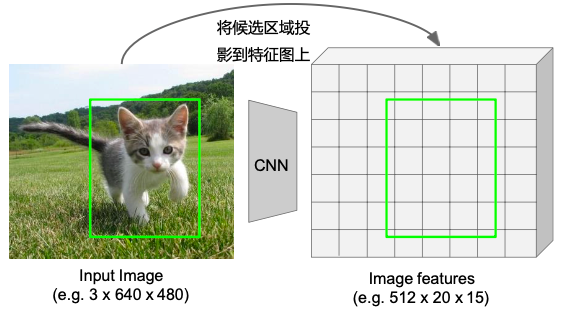 将候选区域投
影到特征图上
CNN
Input Image
(e.g. 3 x 640 x 480)
Image features
(e.g. 512 x 20 x 15)